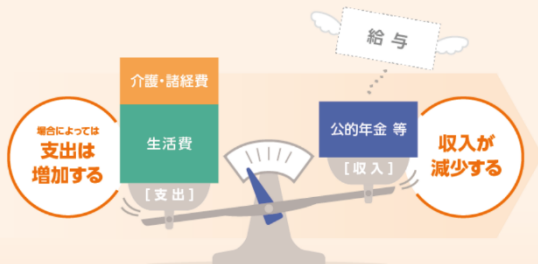 給与
介護・諸経費
生活費
[支出]
場合によっては
支出は
増加する
公的年金 等
[収入]
収入が
減少する